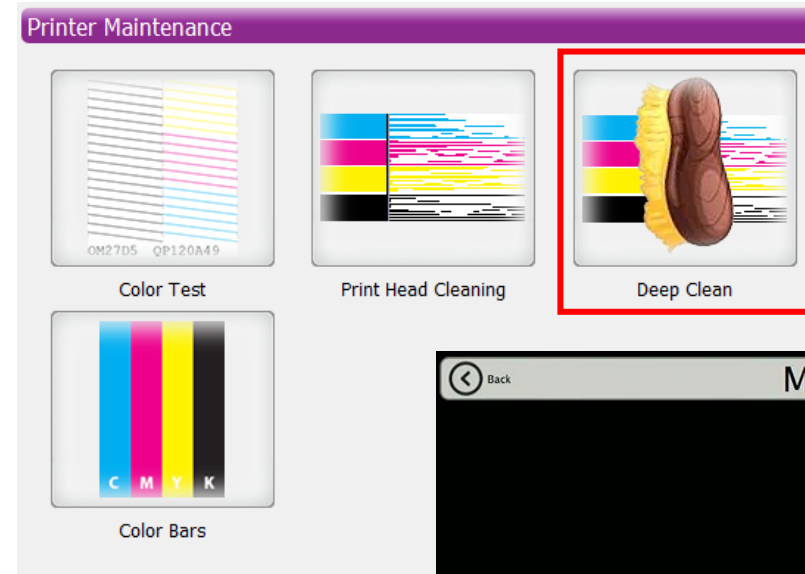 Printer Maintenance
OM27D5 QP120A49
Color Test
Print Head Cleaning
Deep Clean
C M Y K
Color Bars
Back
M